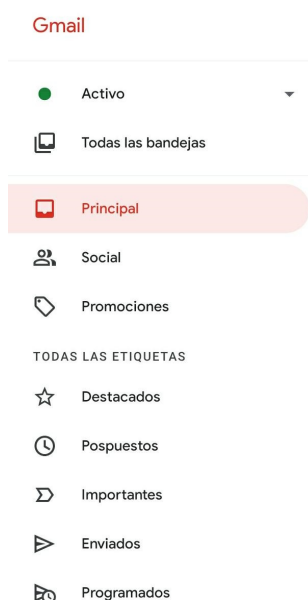 Gmail
Activo
Todas las bandejas
Principal
Social
Promociones
TODAS LAS ETIQUETAS
Destacados
Pospuestos
Importantes
Enviados
Programados